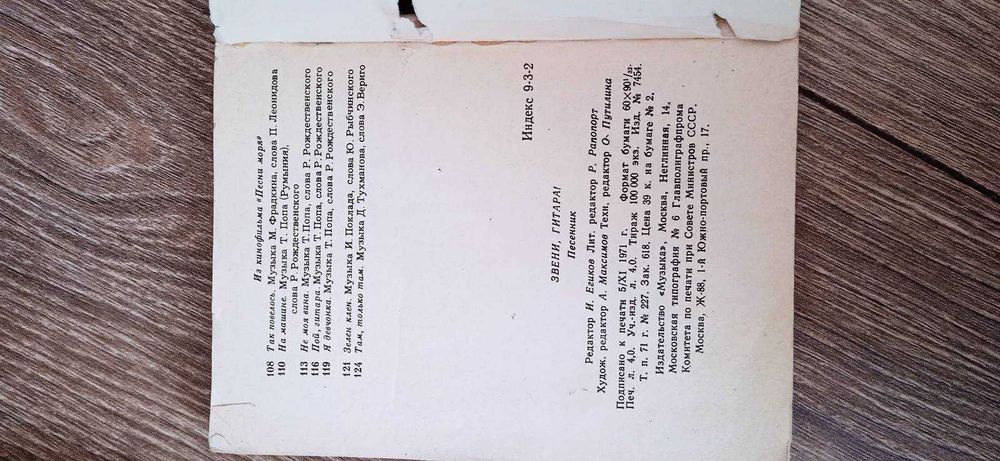 Из кинофильма «Песни моря»
108 Так повелось. Музыка М. Фрадкина, слова П. Леонидова
110 На машине. Музыка Т. Попа (Румыния),
слова Р. Рождественского
113 Не моя вина. Музыка Т. Попа, слова Р. Рождественского
116 Пой, гитара. Музыка Т. Попа, слова Р. Рождественского
119 Я девчонка. Музыка Т. Попа, слова Р. Рождественского
121 Зелен клен. Музыка И. Поклада, слова Ю. Рыбчинского
124 Там, только там. Музыка Д. Тухманова, слова Э. Вериго
Индекс 9-3-2
ЗВЕНИ, ГИТАРА!
Песенник
Редактор И. Егиков Лит. редактор Р. Рапопорт
Худож. редактор А. Максимов Техн. редактор О. Путилина
Подписано к печати 5/XI 1971 г. Формат бумаги 60×90¹/₃₂.
Печ. л. 4,0. Уч.-изд. л. 4,0. Тираж 100 000 экз. Изд. № 7454.
Т. п. 71 г. № 227. Зак. 618. Цена 39 к. на бумаге № 2.
Издательство «Музыка», Москва, Неглинная, 14.
Московская типография № 6 Главполиграфпрома
Комитета по печати при Совете Министров СССР.
Москва, Ж-88, 1-й Южно-портовый пр., 17.